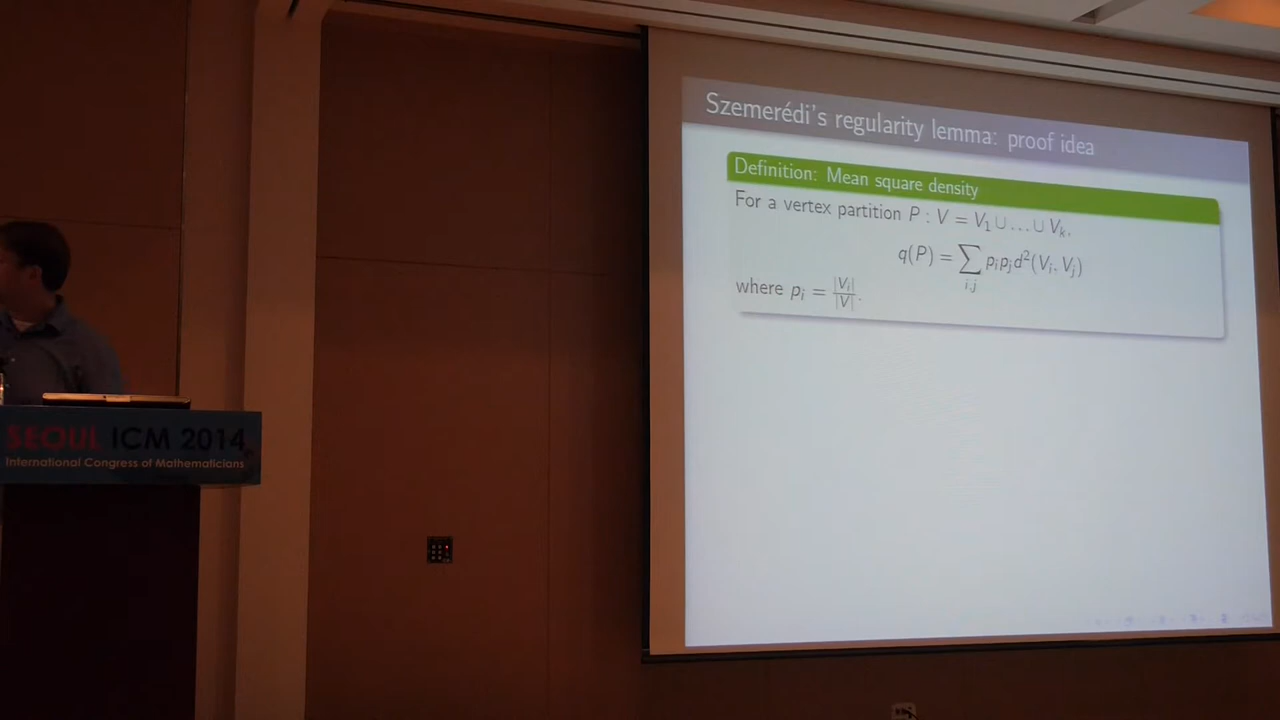 Szemerédi's regularity lemma: proof idea
Definition: Mean square density
For a vertex partition P : V = V₁ ∪ … ∪ Vₖ,
q(P) = ∑_{i,j} pᵢpⱼd²(Vᵢ, Vⱼ)
where pᵢ = |Vᵢ|/|V|.
SEOUL ICM 2014
International Congress of Mathematicians